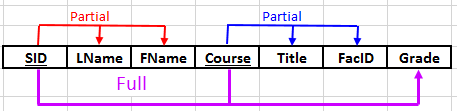 Partial Partial
SID LName FName Course Title FacID Grade
Full